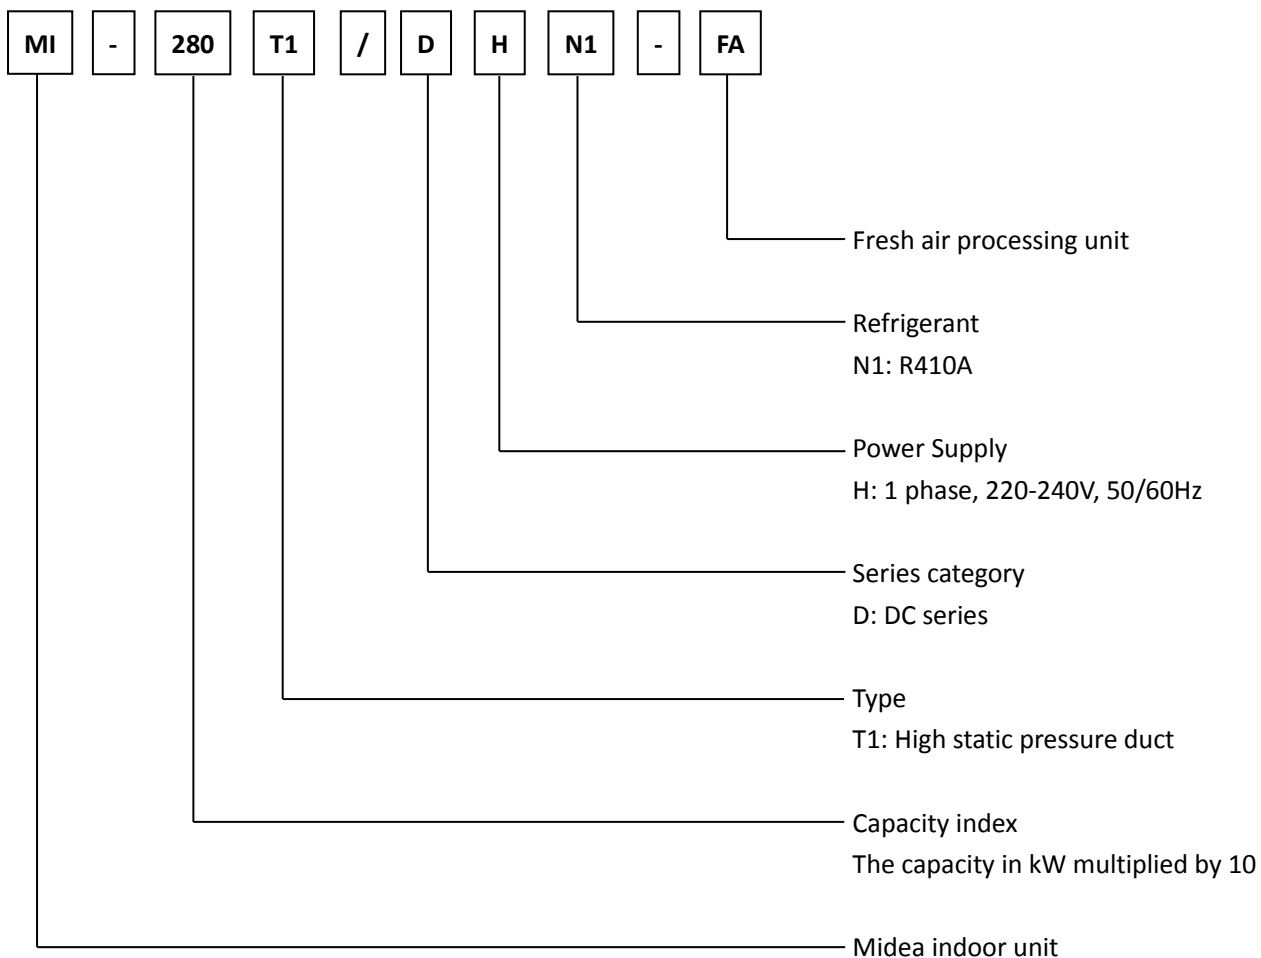 MI - 280 T1 / D H N1 - FA
Fresh air processing unit
Refrigerant
N1: R410A
Power Supply
H: 1 phase, 220-240V, 50/60Hz
Series category
D: DC series
Type
T1: High static pressure duct
Capacity index
The capacity in kW multiplied by 10
Midea indoor unit